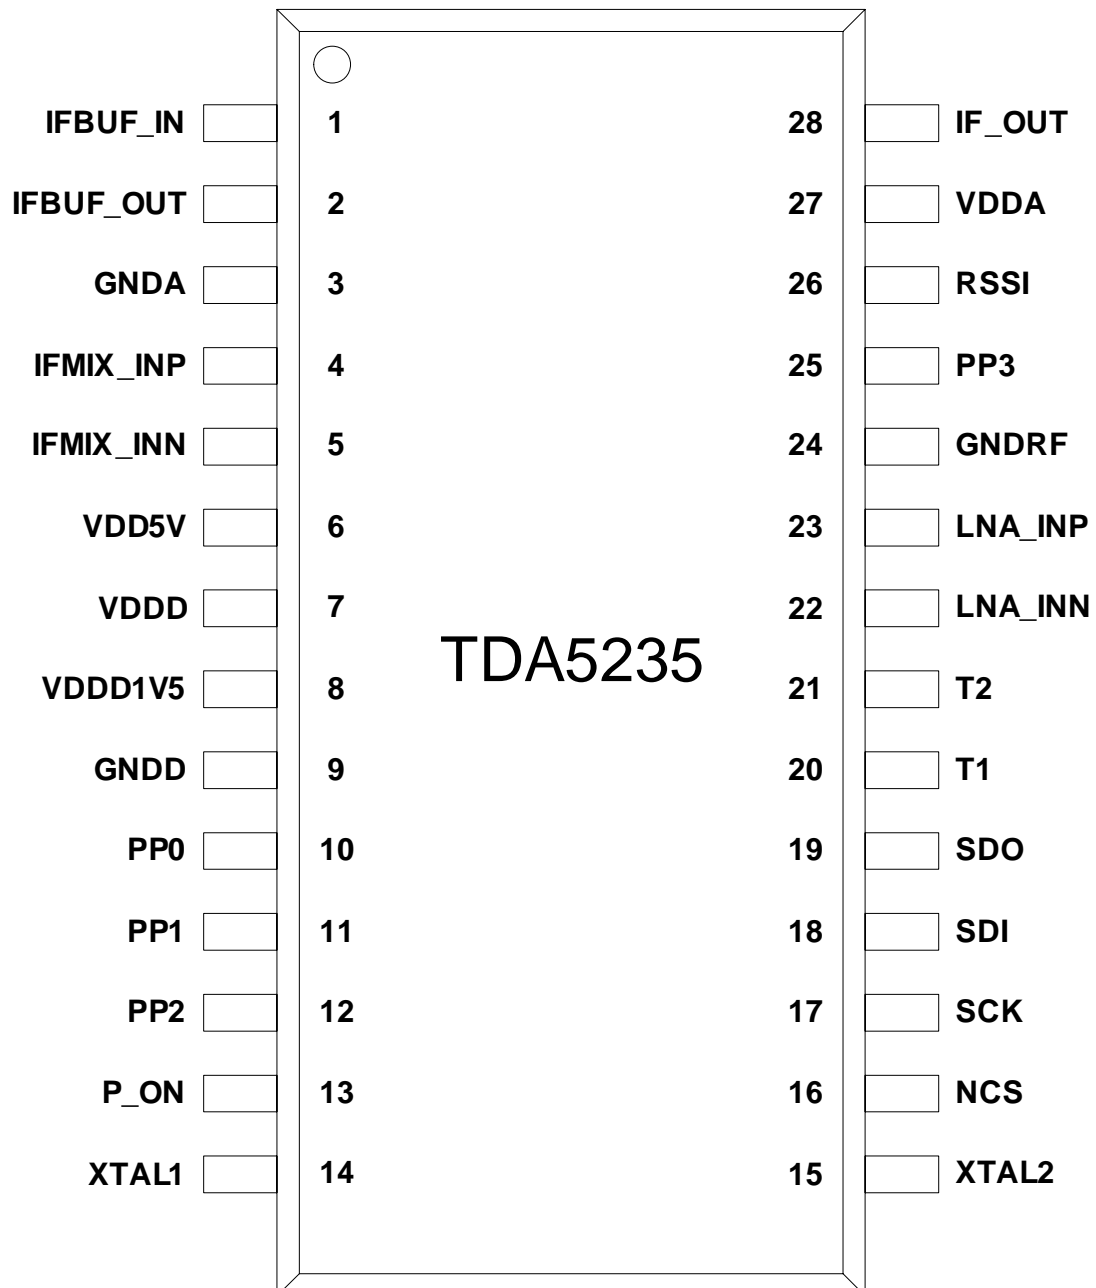 IFBUF_IN 1 28 IF_OUT
IFBUF_OUT 2 27 VDDA
GNDA 3 26 RSSI
IFMIX_INP 4 25 PP3
IFMIX_INN 5 24 GNDRF
VDD5V 6 23 LNA_INP
VDDD 7 22 LNA_INN
TDA5235
VDDD1V5 8 21 T2
GNDD 9 20 T1
PP0 10 19 SDO
PP1 11 18 SDI
PP2 12 17 SCK
P_ON 13 16 NCS
XTAL1 14 15 XTAL2